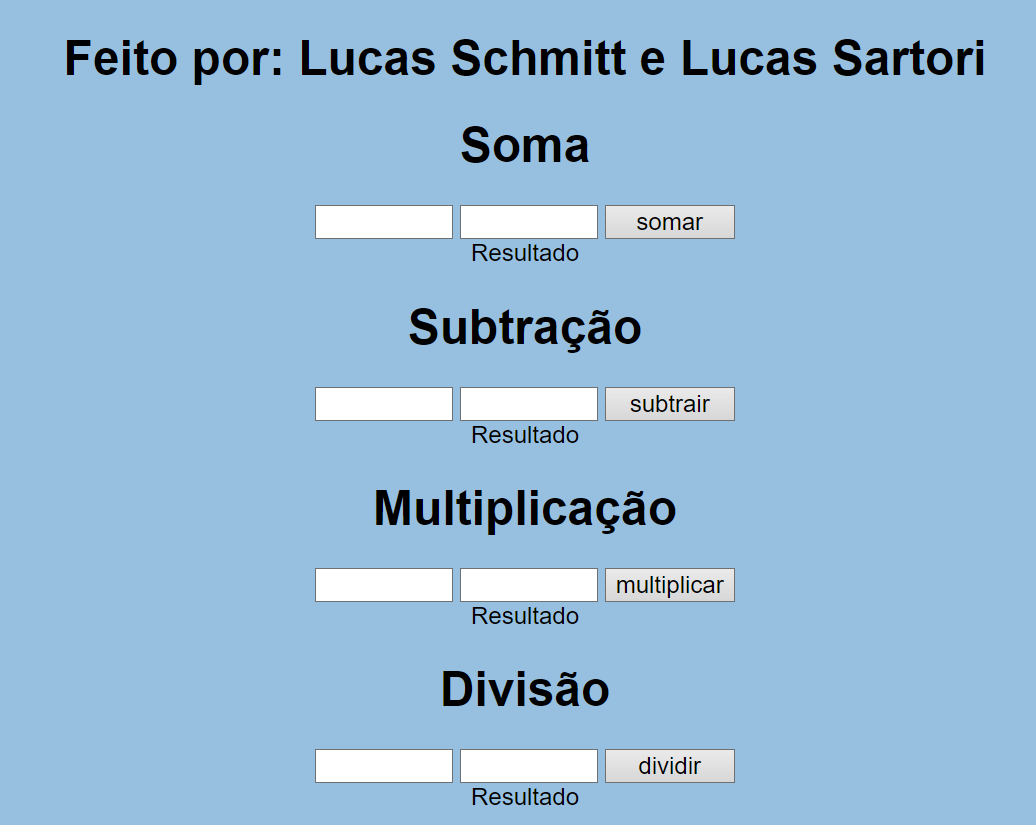 Feito por: Lucas Schmitt e Lucas Sartori
Soma
somar
Resultado
Subtração
subtrair
Resultado
Multiplicação
multiplicar
Resultado
Divisão
dividir
Resultado